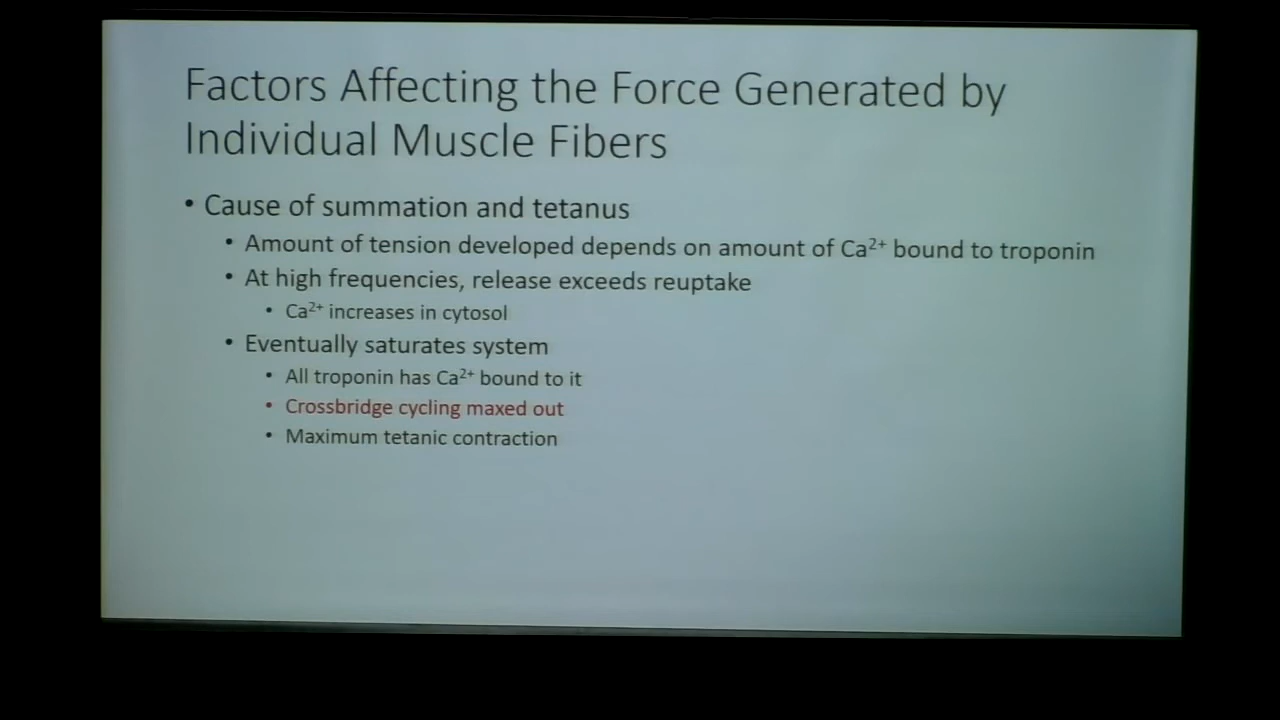 Factors Affecting the Force Generated by
Individual Muscle Fibers
• Cause of summation and tetanus
• Amount of tension developed depends on amount of Ca²⁺ bound to troponin
• At high frequencies, release exceeds reuptake
• Ca²⁺ increases in cytosol
• Eventually saturates system
• All troponin has Ca²⁺ bound to it
• Crossbridge cycling maxed out
• Maximum tetanic contraction